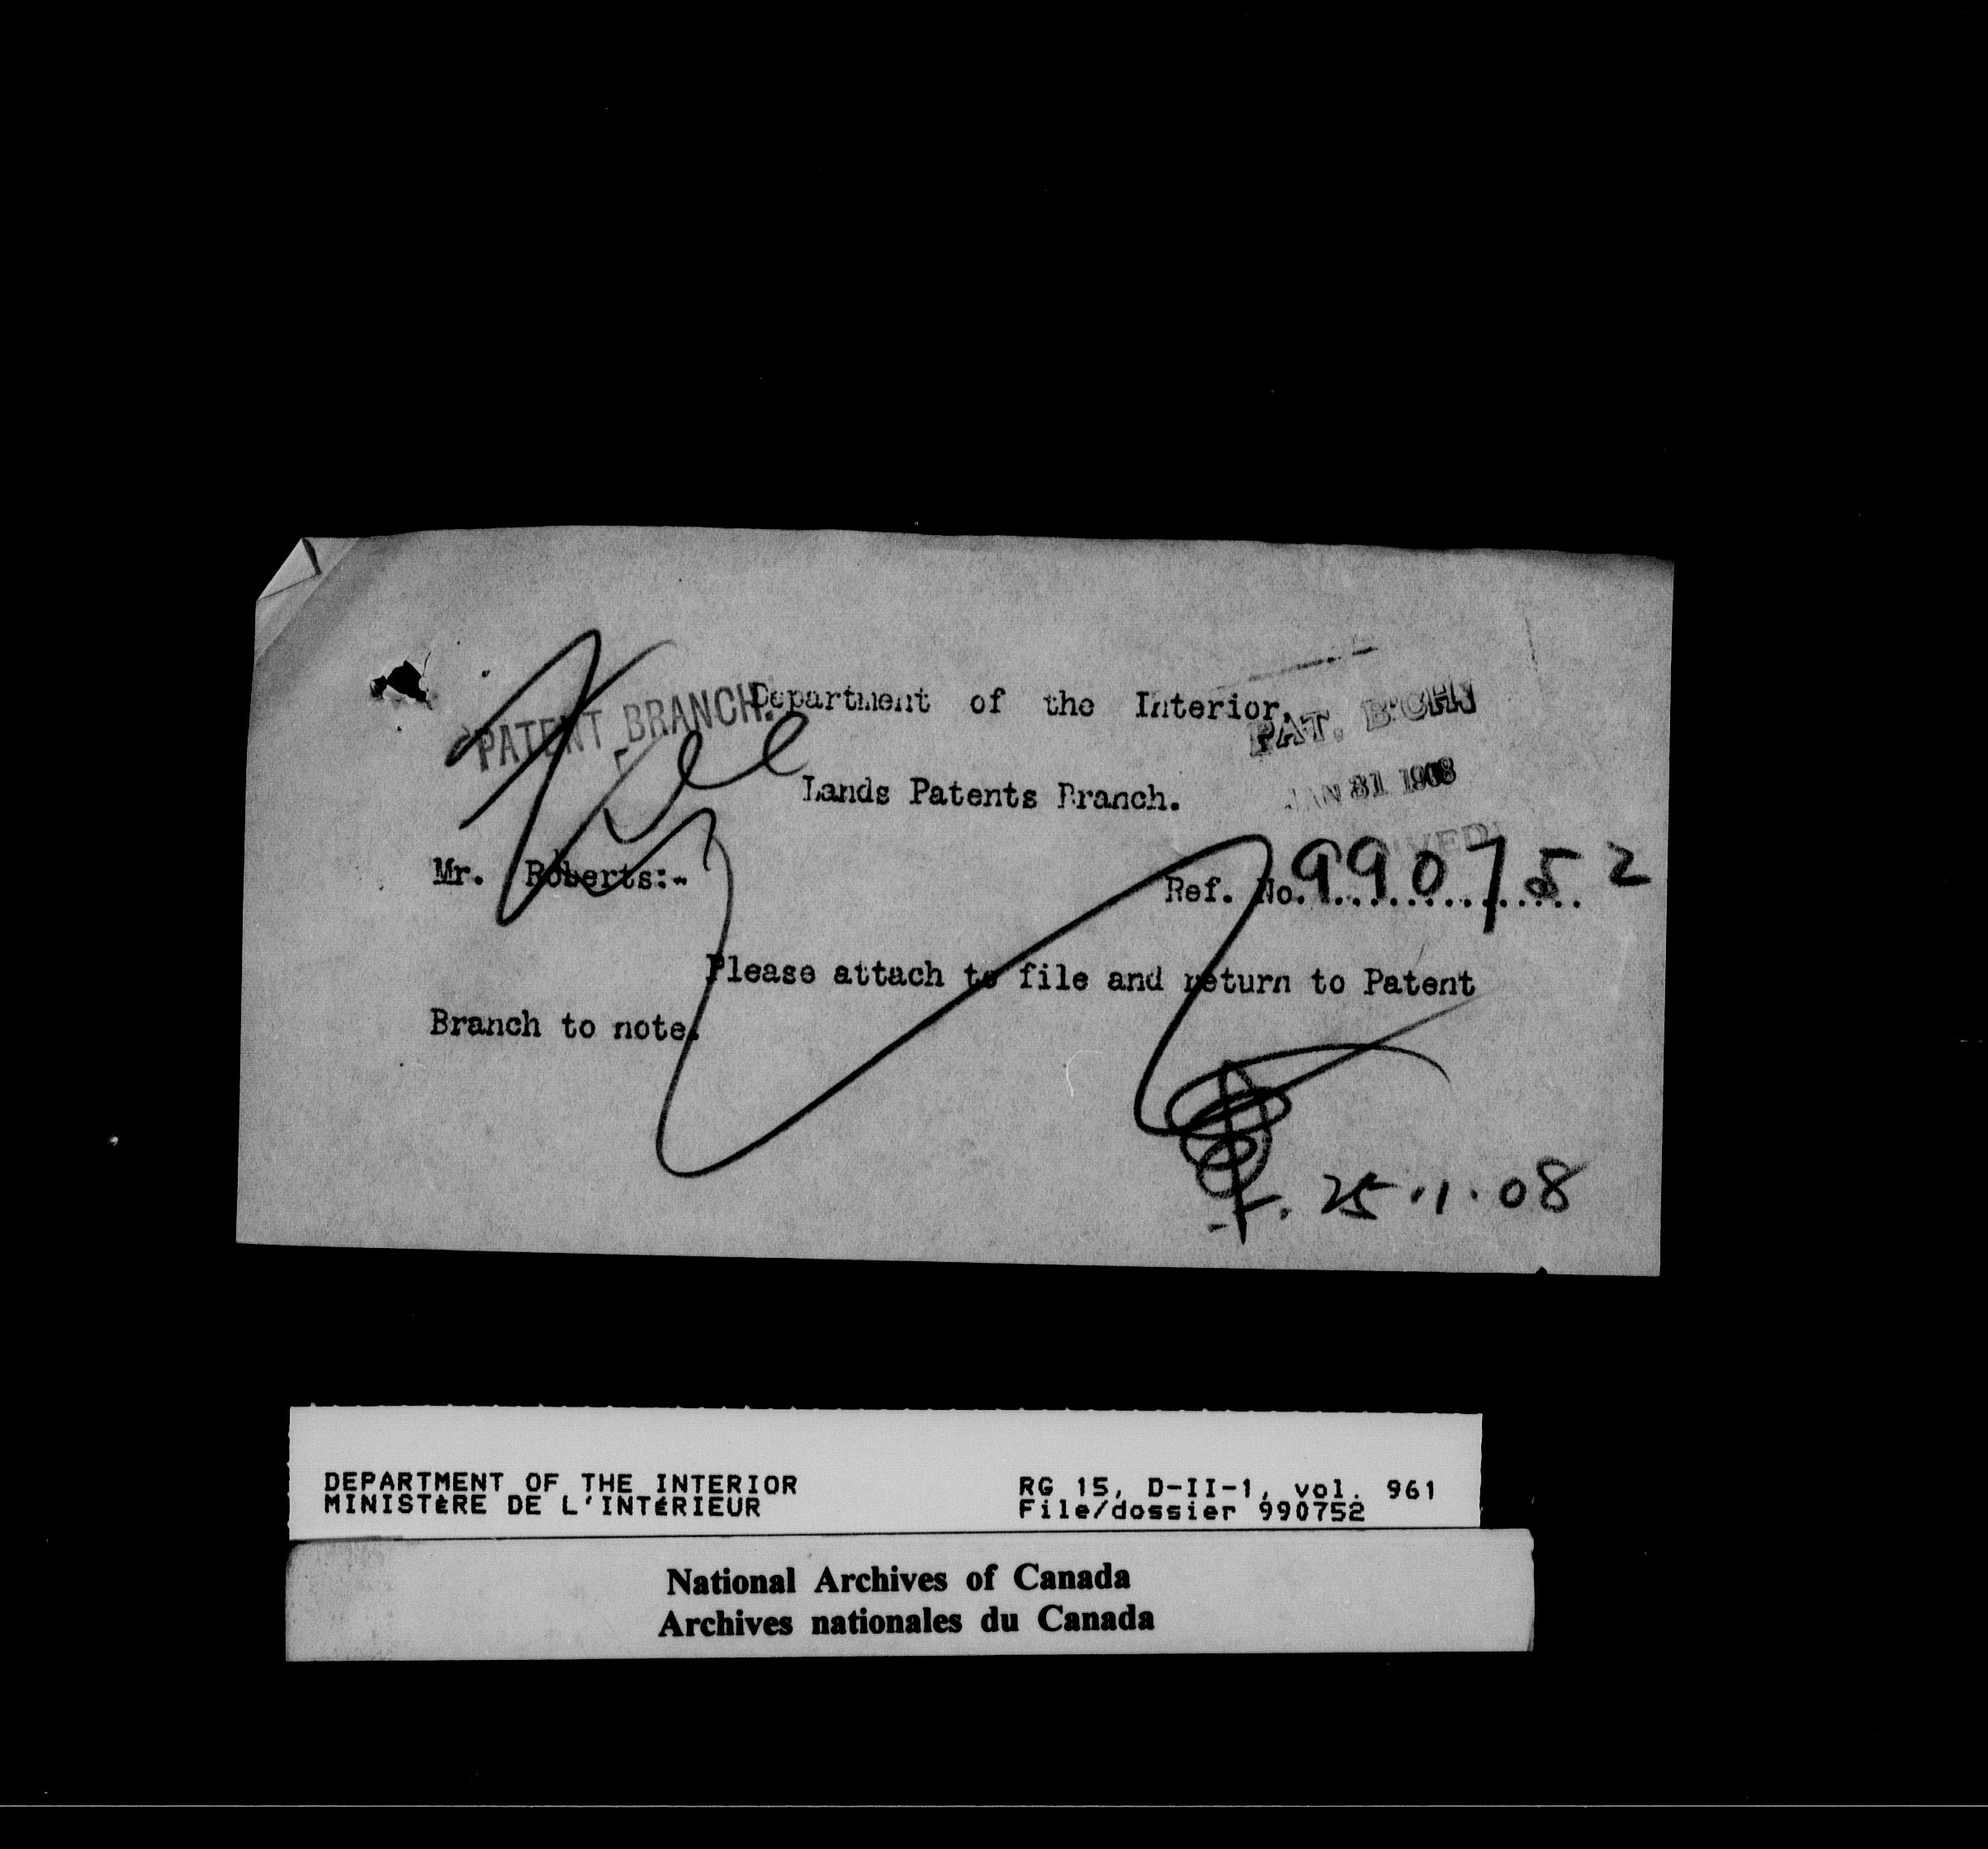 PATENT BRANCH.
Department of the Interior.
PAT. B'CH
Lands Patents Branch.
JAN 31 1908
File
Mr. Roberts:-
Ref. No. 990752
Please attach to file and return to Patent
Branch to note.
25.1.08
DEPARTMENT OF THE INTERIOR
MINISTÈRE DE L'INTÉRIEUR
RG 15, D-II-1, vol. 961
File/dossier 990752
National Archives of Canada
Archives nationales du Canada